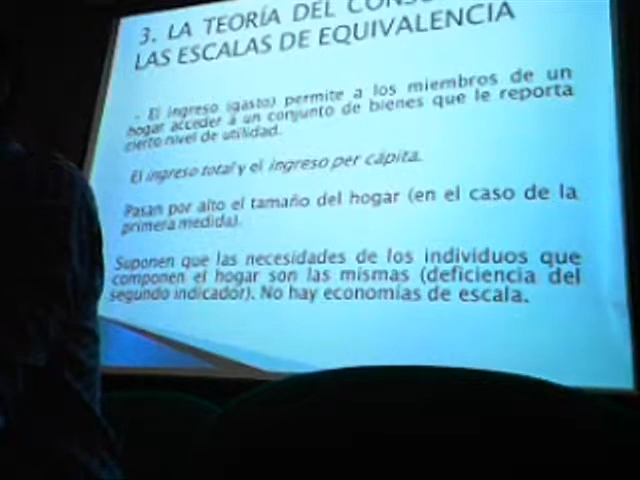 3. LA TEORÍA DEL
LAS ESCALAS DE EQUIVALENCIA
- El ingreso (gasto) permite a los miembros de un
hogar acceder a un conjunto de bienes que le reporta
cierto nivel de utilidad.
El ingreso total y el ingreso per cápita.
Pasan por alto el tamaño del hogar (en el caso de la
primera medida).
Suponen que las necesidades de los individuos que
componen el hogar son las mismas (deficiencia del
segundo indicador). No hay economías de escala.